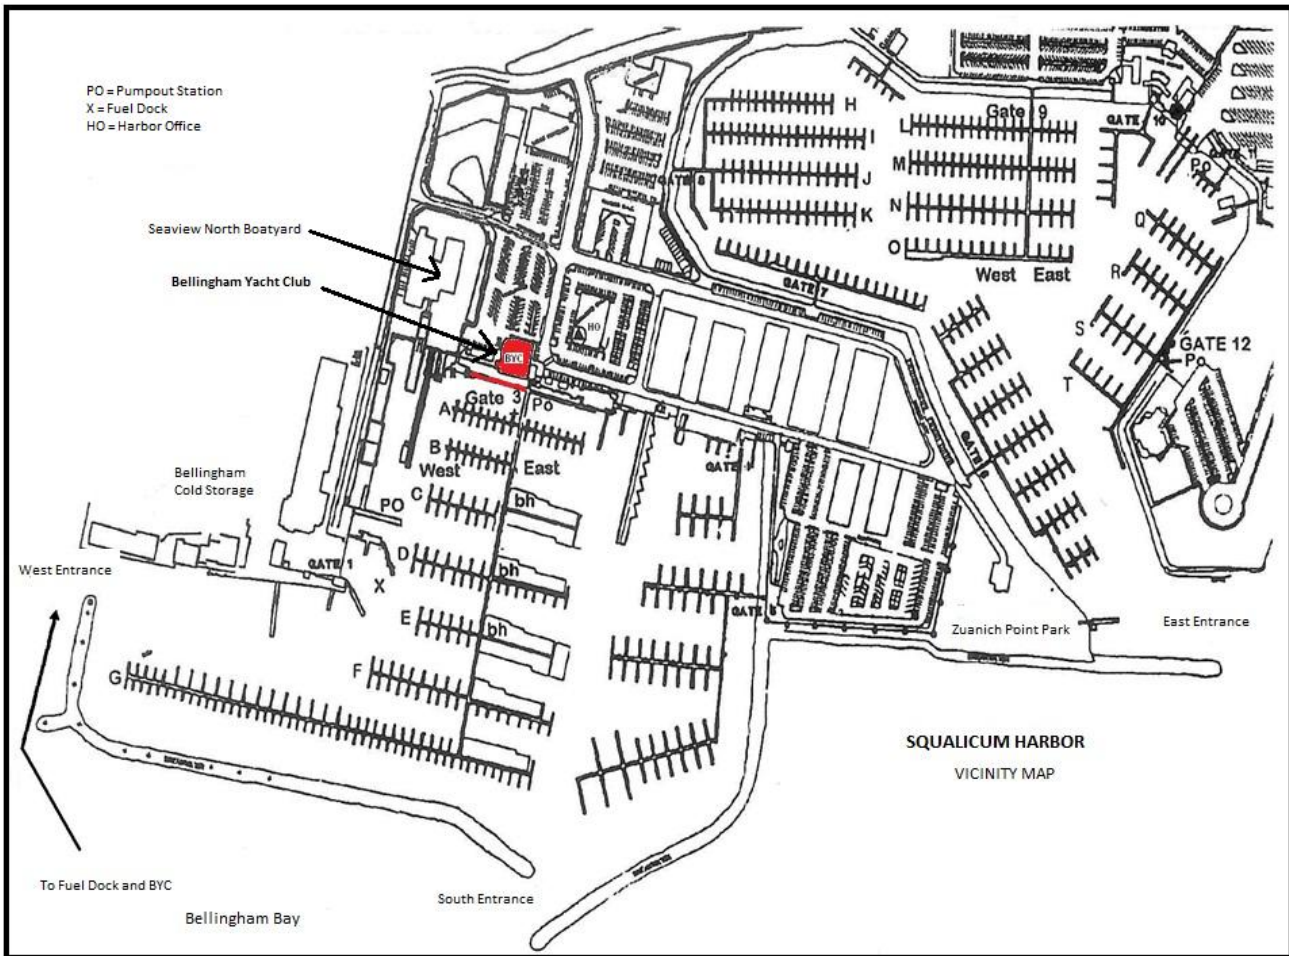 PO = Pumpout Station
X = Fuel Dock
HO = Harbor Office
Seaview North Boatyard
Bellingham Yacht Club
BYC
HO
H
I
J
K
L
M
N
O
Gate 9
West East
GATE 8
GATE 7
GATE 10
GATE 11
Po
Q
R
S
T
GATE 12
Po
GATE 6
Gate 3
Po
A
B
West East
C
D
E
F
G
bh
bh
bh
PO
X
Bellingham
Cold Storage
GATE 1
West Entrance
GATE 5
Zuanich Point Park
East Entrance
SQUALICUM HARBOR
VICINITY MAP
To Fuel Dock and BYC
Bellingham Bay
South Entrance